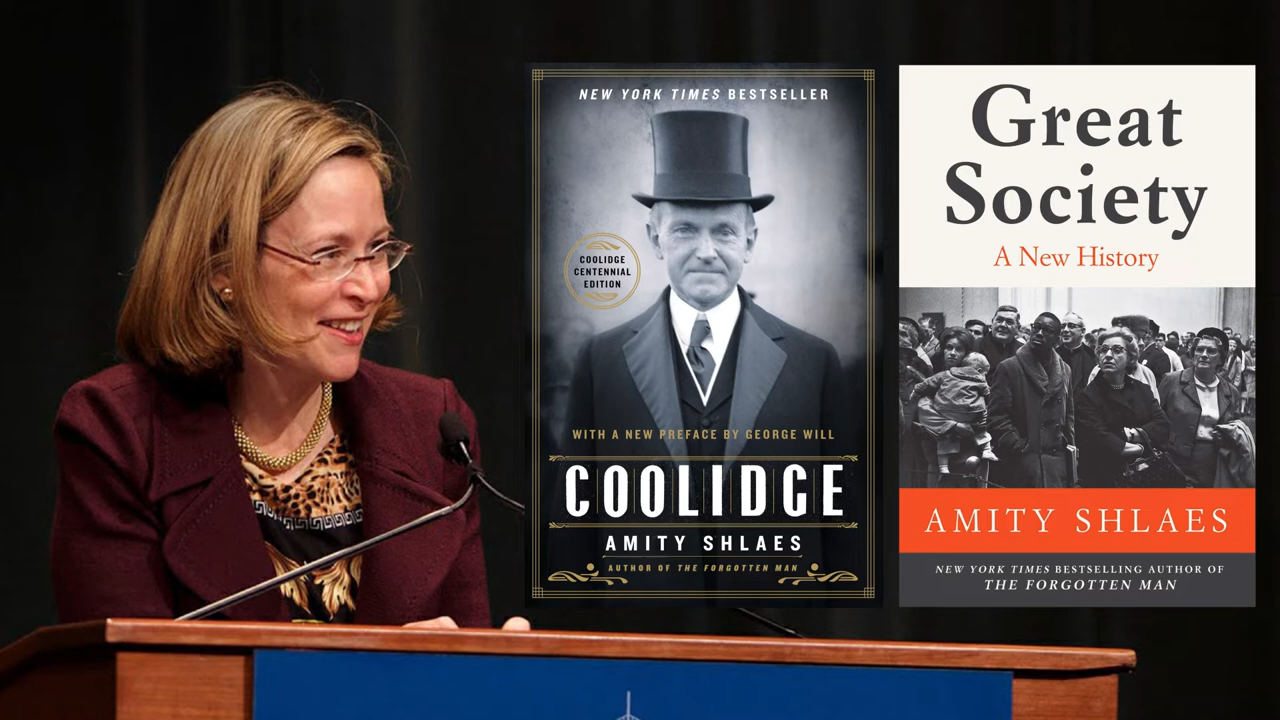 NEW YORK TIMES BESTSELLER
COOLIDGE
CENTENNIAL
EDITION
WITH A NEW PREFACE BY GEORGE WILL
COOLIDGE
AMITY SHLAES
AUTHOR OF THE FORGOTTEN MAN
Great
Society
A New History
AMITY SHLAES
NEW YORK TIMES BESTSELLING AUTHOR OF
THE FORGOTTEN MAN